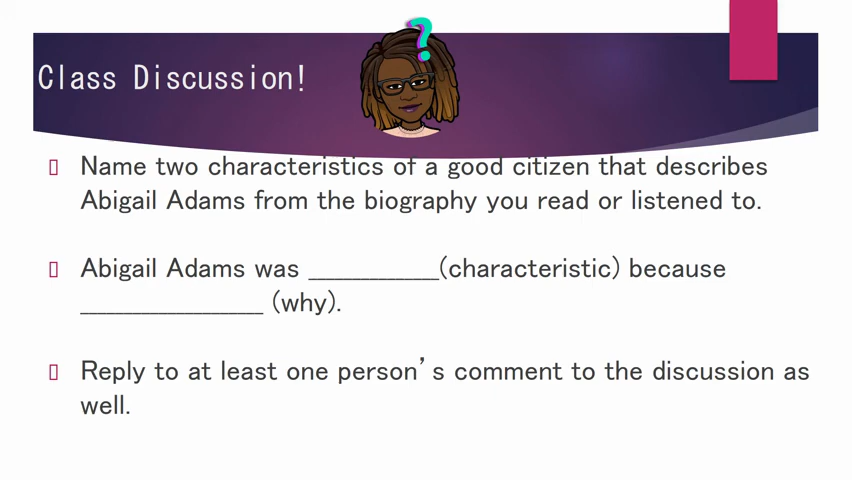 ?
Class Discussion!
Name two characteristics of a good citizen that describes
Abigail Adams from the biography you read or listened to.
Abigail Adams was _______________(characteristic) because
_____________________ (why).
Reply to at least one person’s comment to the discussion as
well.